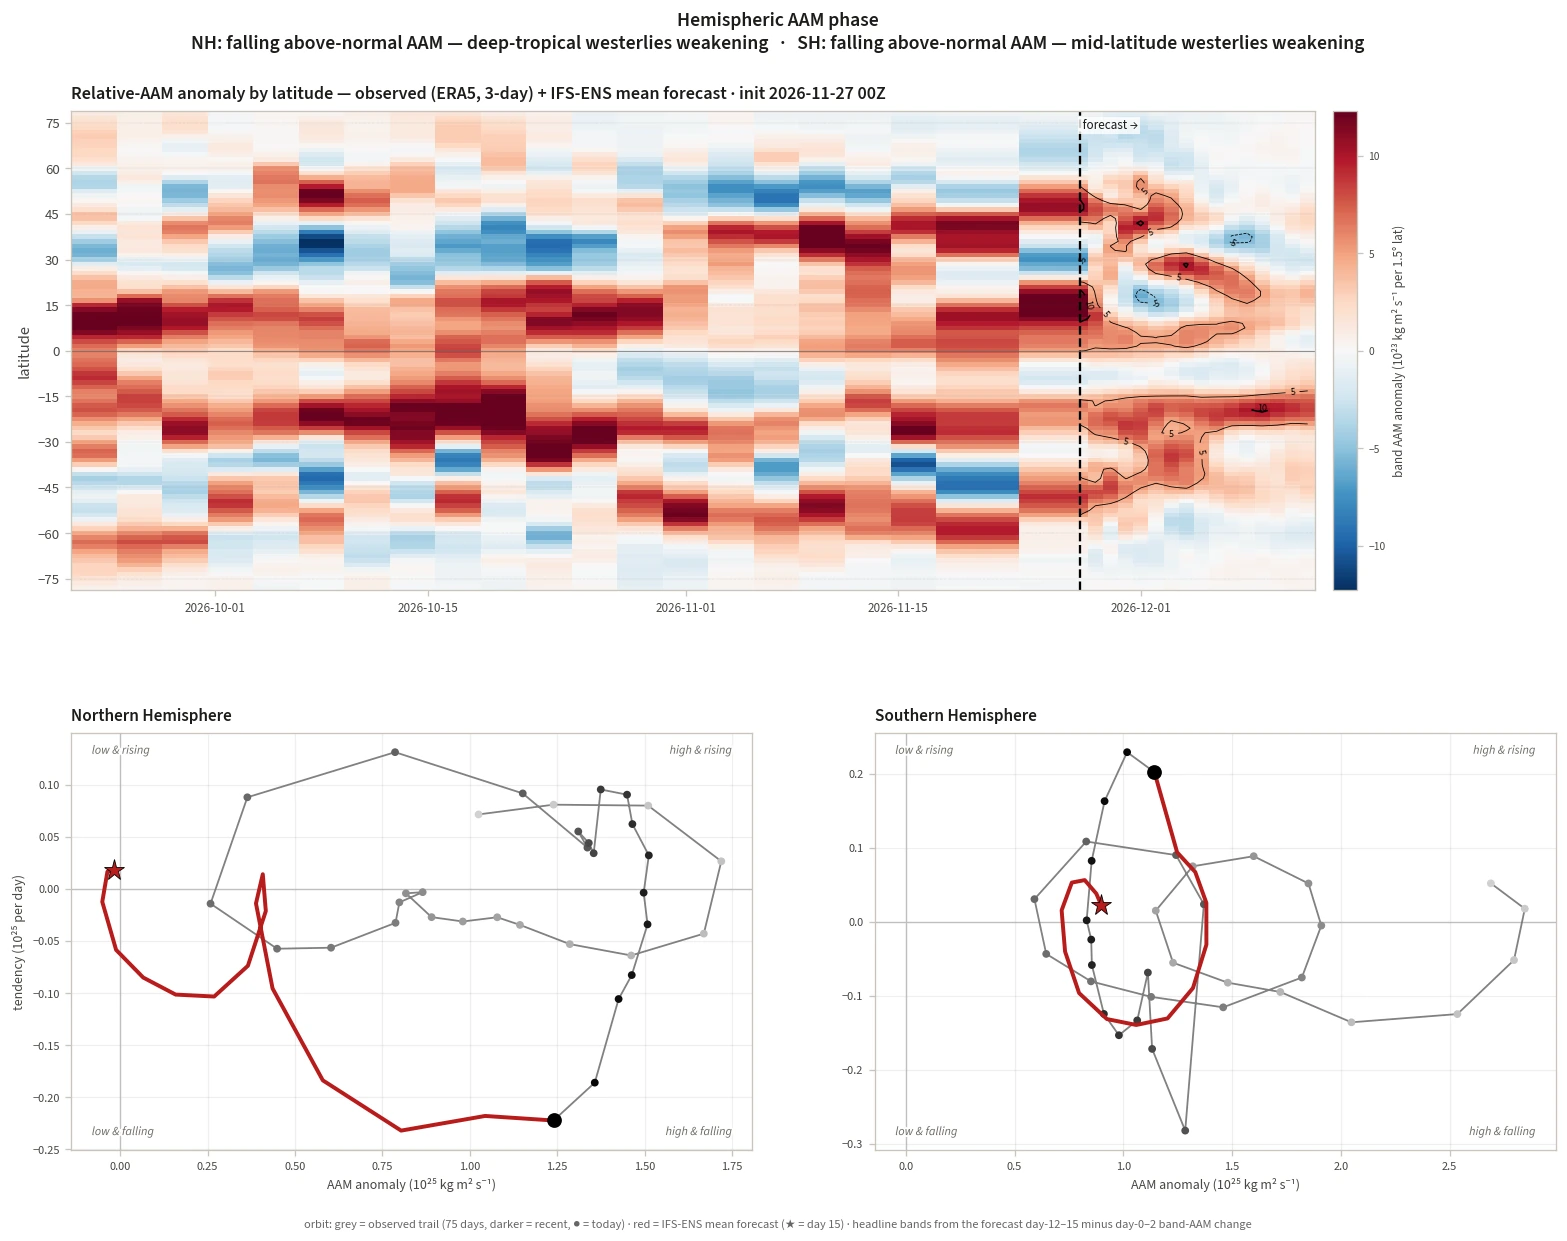 Hemispheric AAM phase
NH: falling above-normal AAM — deep-tropical westerlies weakening · SH: falling above-normal AAM — mid-latitude westerlies weakening
Relative-AAM anomaly by latitude — observed (ERA5, 3-day) + IFS-ENS mean forecast · init 2026-11-27 00Z
forecast →
75
60
45
30
15
0
−15
−30
−45
−60
−75
latitude
2026-10-01
2026-10-15
2026-11-01
2026-11-15
2026-12-01
10
5
0
−5
−10
band AAM anomaly (10²³ kg m² s⁻¹ per 1.5° lat)
Northern Hemisphere
low & rising
high & rising
low & falling
high & falling
0.10
0.05
0.00
−0.05
−0.10
−0.15
−0.20
−0.25
tendency (10²⁵ per day)
0.00
0.25
0.50
0.75
1.00
1.25
1.50
1.75
AAM anomaly (10²⁵ kg m² s⁻¹)
Southern Hemisphere
low & rising
high & rising
low & falling
high & falling
0.2
0.1
0.0
−0.1
−0.2
−0.3
0.0
0.5
1.0
1.5
2.0
2.5
AAM anomaly (10²⁵ kg m² s⁻¹)
orbit: grey = observed trail (75 days, darker = recent, ● = today) · red = IFS-ENS mean forecast (★ = day 15) · headline bands from the forecast day-12–15 minus day-0–2 band-AAM change